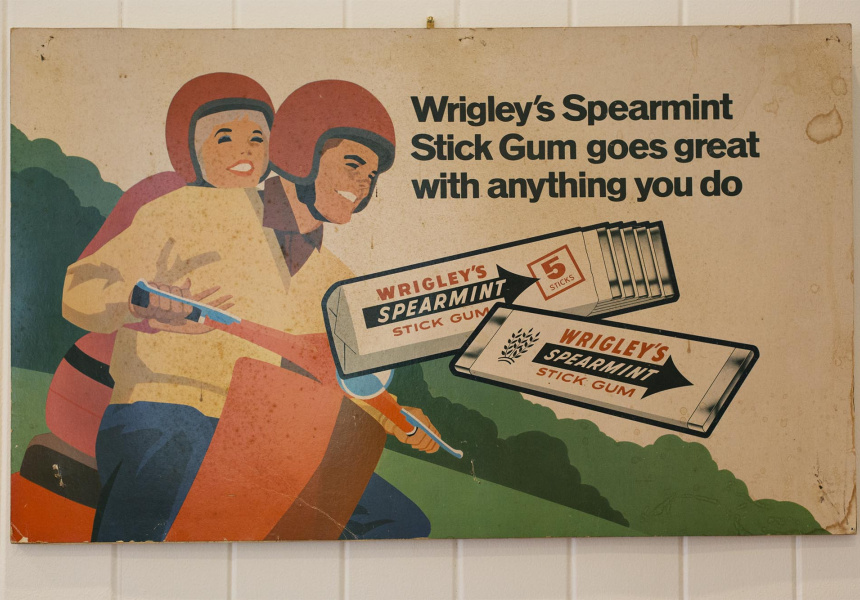 Wrigley's Spearmint
Stick Gum goes great
with anything you do
WRIGLEY'S
SPEARMINT
STICK GUM
5
STICKS
WRIGLEY'S
SPEARMINT
STICK GUM